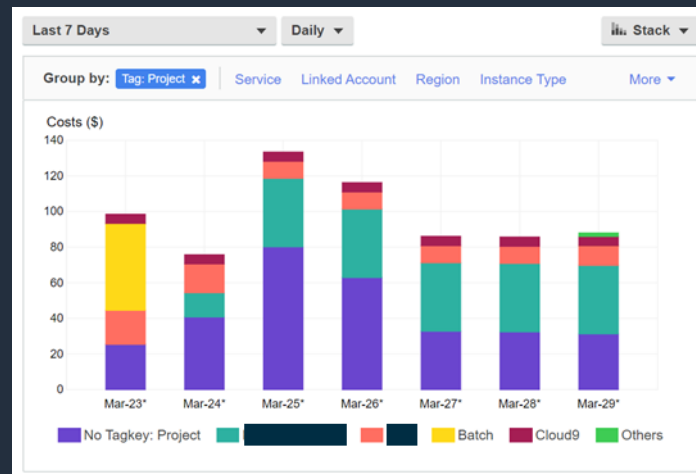 Last 7 Days Daily Stack
Group by: Tag: Project × Service Linked Account Region Instance Type More
Costs ($)
140
120
100
80
60
40
20
0
Mar-23* Mar-24* Mar-25* Mar-26* Mar-27* Mar-28* Mar-29*
No Tagkey: Project Batch Cloud9 Others